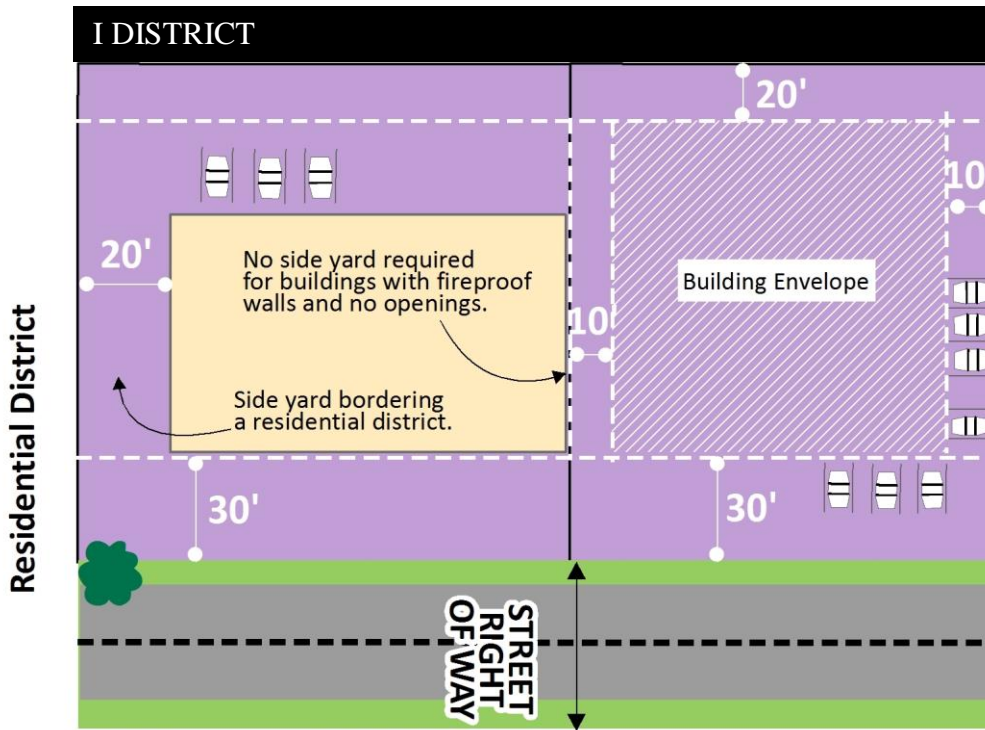 I DISTRICT
20'
10'
20'
No side yard required
for buildings with fireproof
walls and no openings.
Building Envelope
10'
Side yard bordering
a residential district.
Residential District
30'
30'
STREET
RIGHT
OF WAY